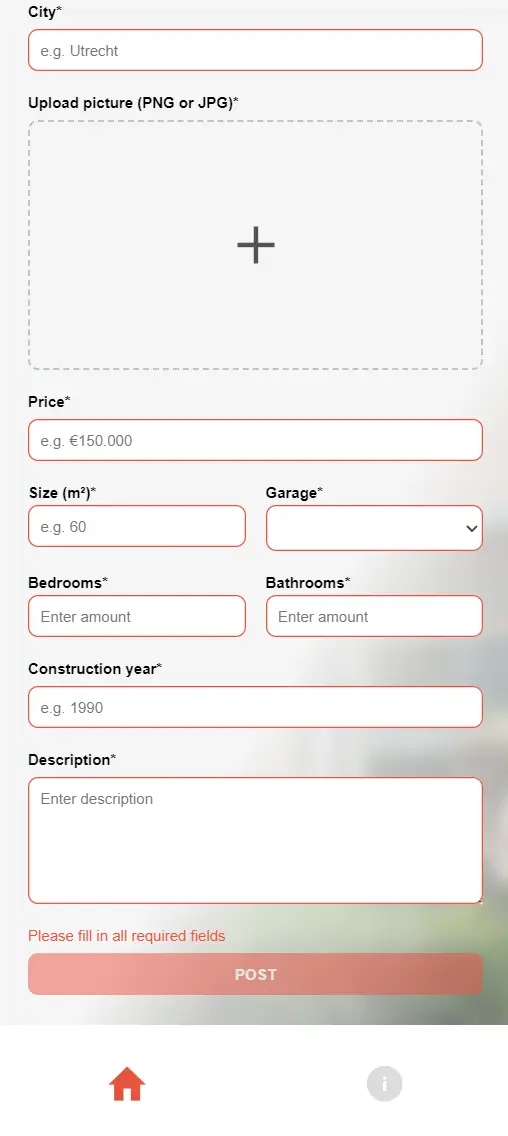 City*
e.g. Utrecht
Upload picture (PNG or JPG)*
Price*
e.g. €150.000
Size (m²)* Garage*
e.g. 60
Bedrooms* Bathrooms*
Enter amount Enter amount
Construction year*
e.g. 1990
Description*
Enter description
Please fill in all required fields
POST
i